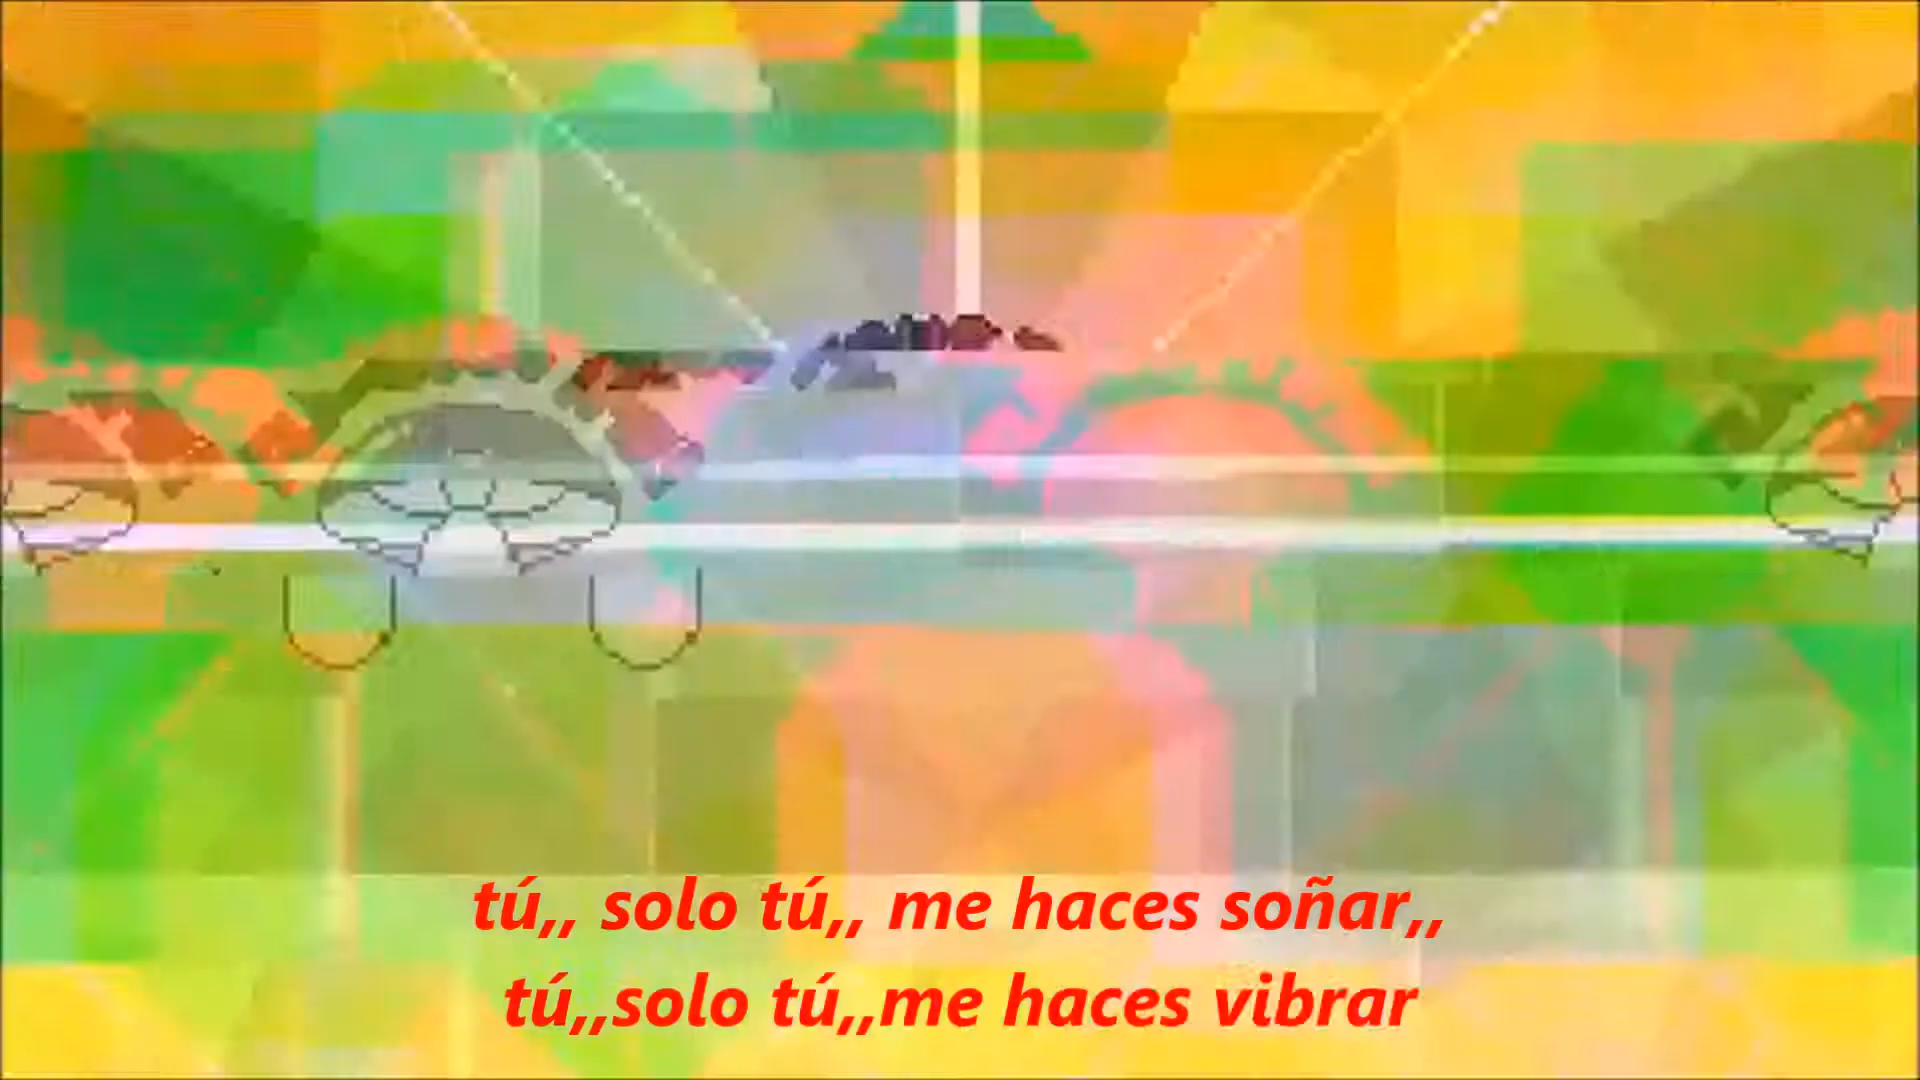 tú,, solo tú,, me haces soñar,,
tú,,solo tú,,me haces vibrar